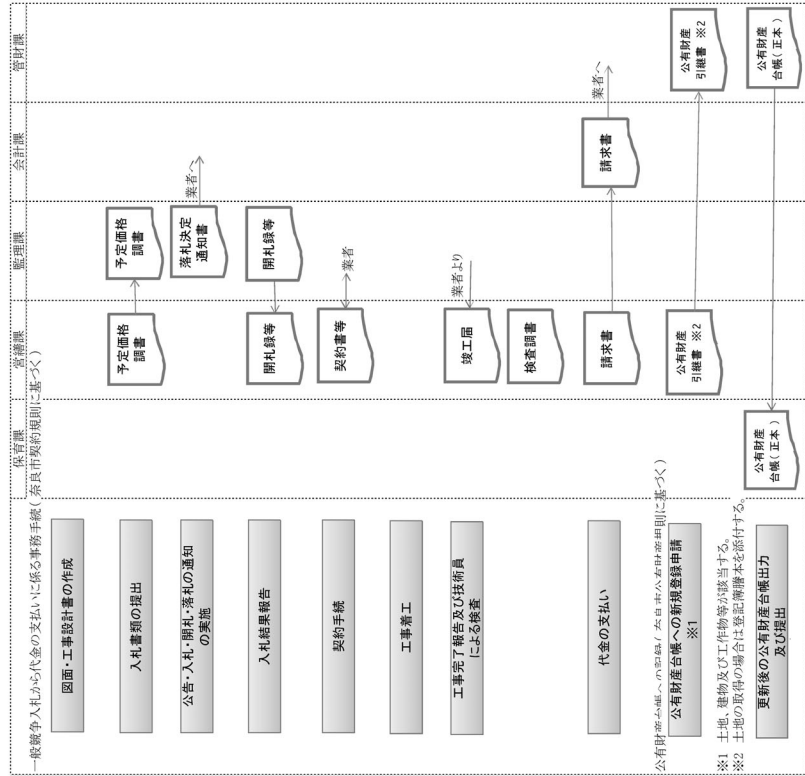 保育課
営繕課
監理課
会計課
管財課
一般競争入札から代金の支払いに係る事務手続(奈良市契約規則に基づく)
図面・工事設計書の作成
入札書類の提出
予定価格
調書
予定価格
調書
公告・入札・開札・落札の通知
の実施
落札決定
通知書
業者へ
入札結果報告
開札録等
開札録等
契約手続
契約書等
業者
工事着工
工事完了報告及び技術員
による検査
竣工届
業者より
検査調書
代金の支払い
請求書
請求書
業者へ
公有財産台帳への記録(奈良市公有財産規則に基づく)
公有財産台帳への新規登録申請
※1
公有財産
引継書 ※2
公有財産
引継書 ※2
※1 土地、建物及び工作物等が該当する。
※2 土地の取得の場合は登記簿謄本を添付する。
更新後の公有財産台帳出力
及び提出
公有財産
台帳(正本)
公有財産
台帳(正本)